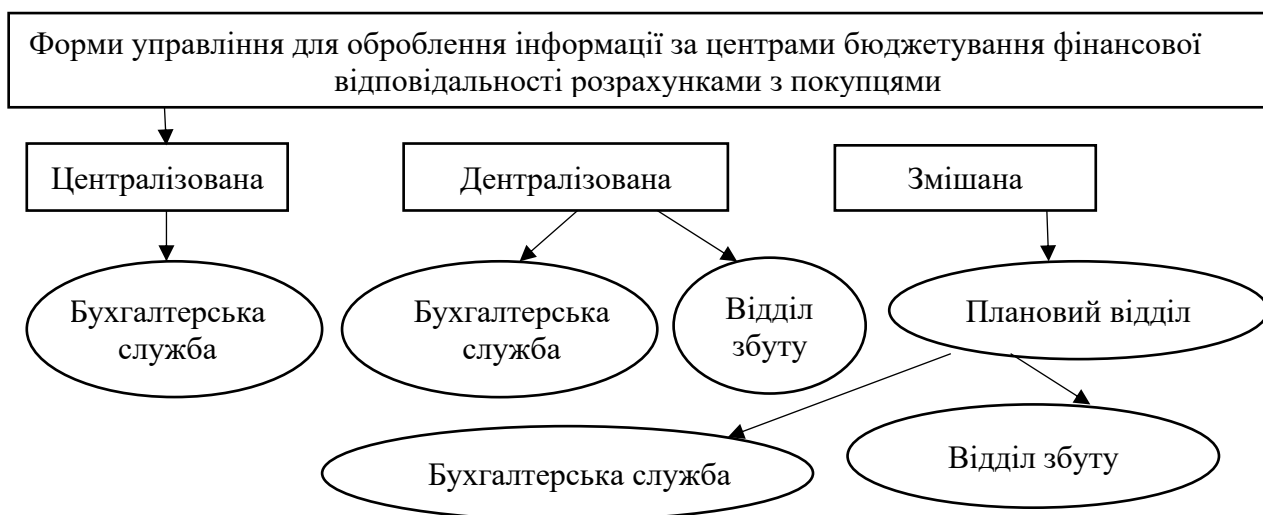 Форми управління для оброблення інформації за центрами бюджетування фінансової
відповідальності розрахунками з покупцями
Централізована
Децентралізована
Змішана
Бухгалтерська
служба
Бухгалтерська
служба
Відділ
збуту
Плановий відділ
Бухгалтерська служба
Відділ збуту